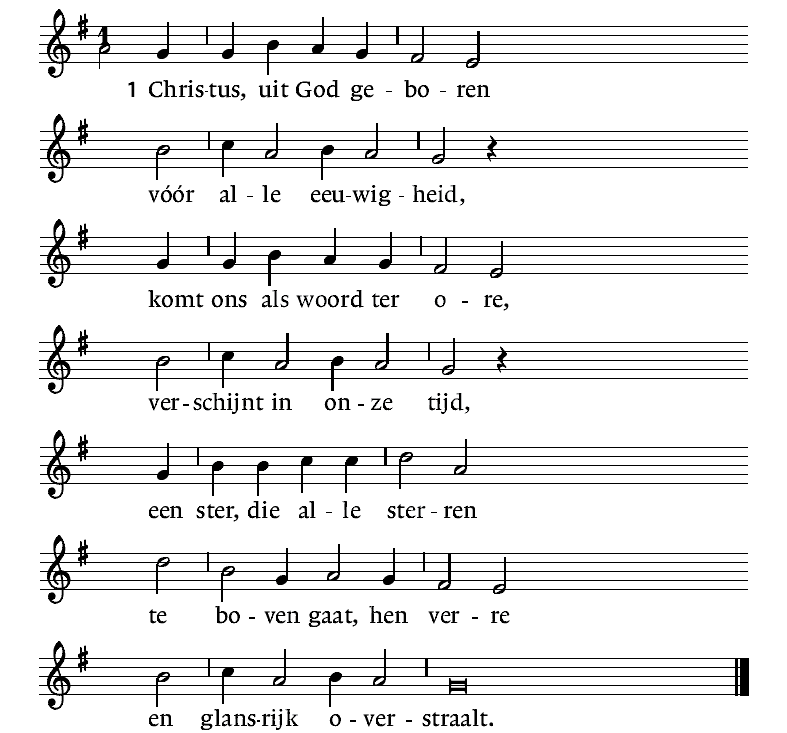 1 Chris-tus, uit God ge - bo - ren
vóór al - le eeu-wig - heid,
komt ons als woord ter o - re,
ver-schijnt in on - ze tijd,
een ster, die al - le ster - ren
te bo - ven gaat, hen ver - re
en glans-rijk o - ver - straalt.